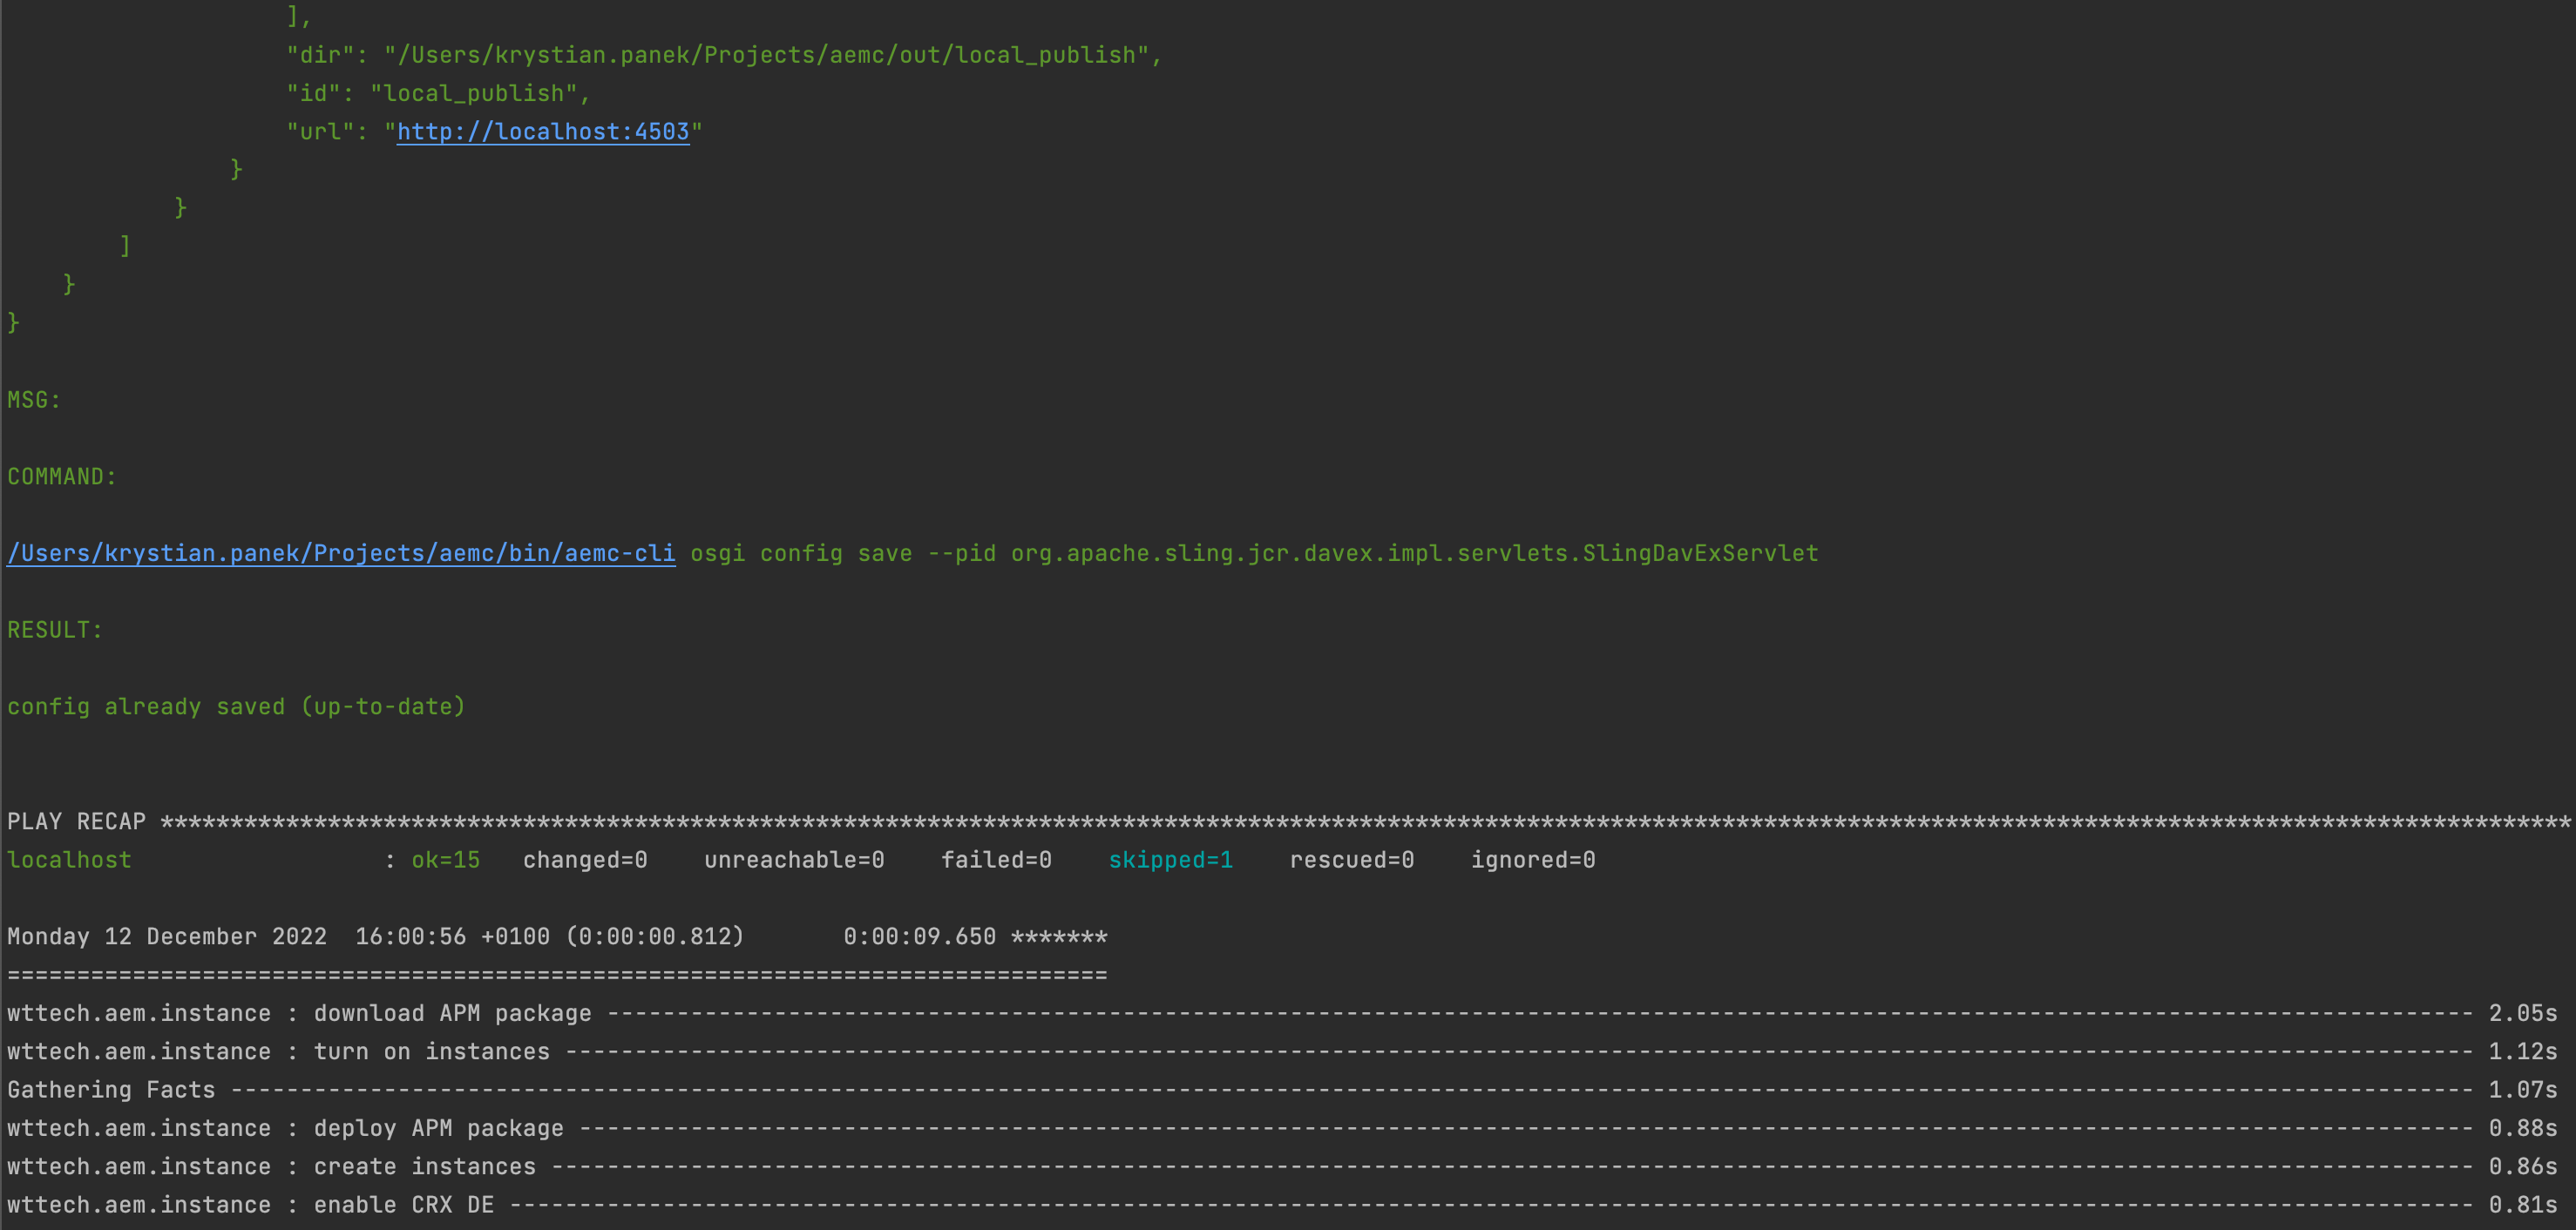 ],
"dir": "/Users/krystian.panek/Projects/aemc/out/local_publish",
"id": "local_publish",
"url": "http://localhost:4503"
}
}
]
}
}
MSG:
COMMAND:
/Users/krystian.panek/Projects/aemc/bin/aemc-cli osgi config save --pid org.apache.sling.jcr.davex.impl.servlets.SlingDavExServlet
RESULT:
config already saved (up-to-date)
PLAY RECAP *****************************************************************************************************************************************************************************
localhost : ok=15 changed=0 unreachable=0 failed=0 skipped=1 rescued=0 ignored=0
Monday 12 December 2022 16:00:56 +0100 (0:00:00.812) 0:00:09.650 *******
===============================================================================
wttech.aem.instance : download APM package -------------------------------------------------------------------------------------------------------------------------------------- 2.05s
wttech.aem.instance : turn on instances ----------------------------------------------------------------------------------------------------------------------------------------- 1.12s
Gathering Facts ----------------------------------------------------------------------------------------------------------------------------------------------------------------- 1.07s
wttech.aem.instance : deploy APM package ---------------------------------------------------------------------------------------------------------------------------------------- 0.88s
wttech.aem.instance : create instances ------------------------------------------------------------------------------------------------------------------------------------------ 0.86s
wttech.aem.instance : enable CRX DE --------------------------------------------------------------------------------------------------------------------------------------------- 0.81s